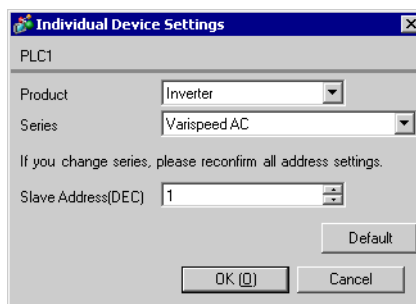 Individual Device Settings
PLC1
Product Inverter
Series Varispeed AC
If you change series, please reconfirm all address settings.
Slave Address(DEC) 1
Default
OK (O) Cancel